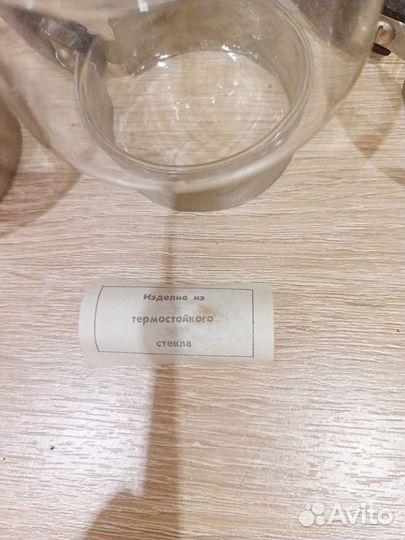 Изделие из
термостойкого
стекла
Avito